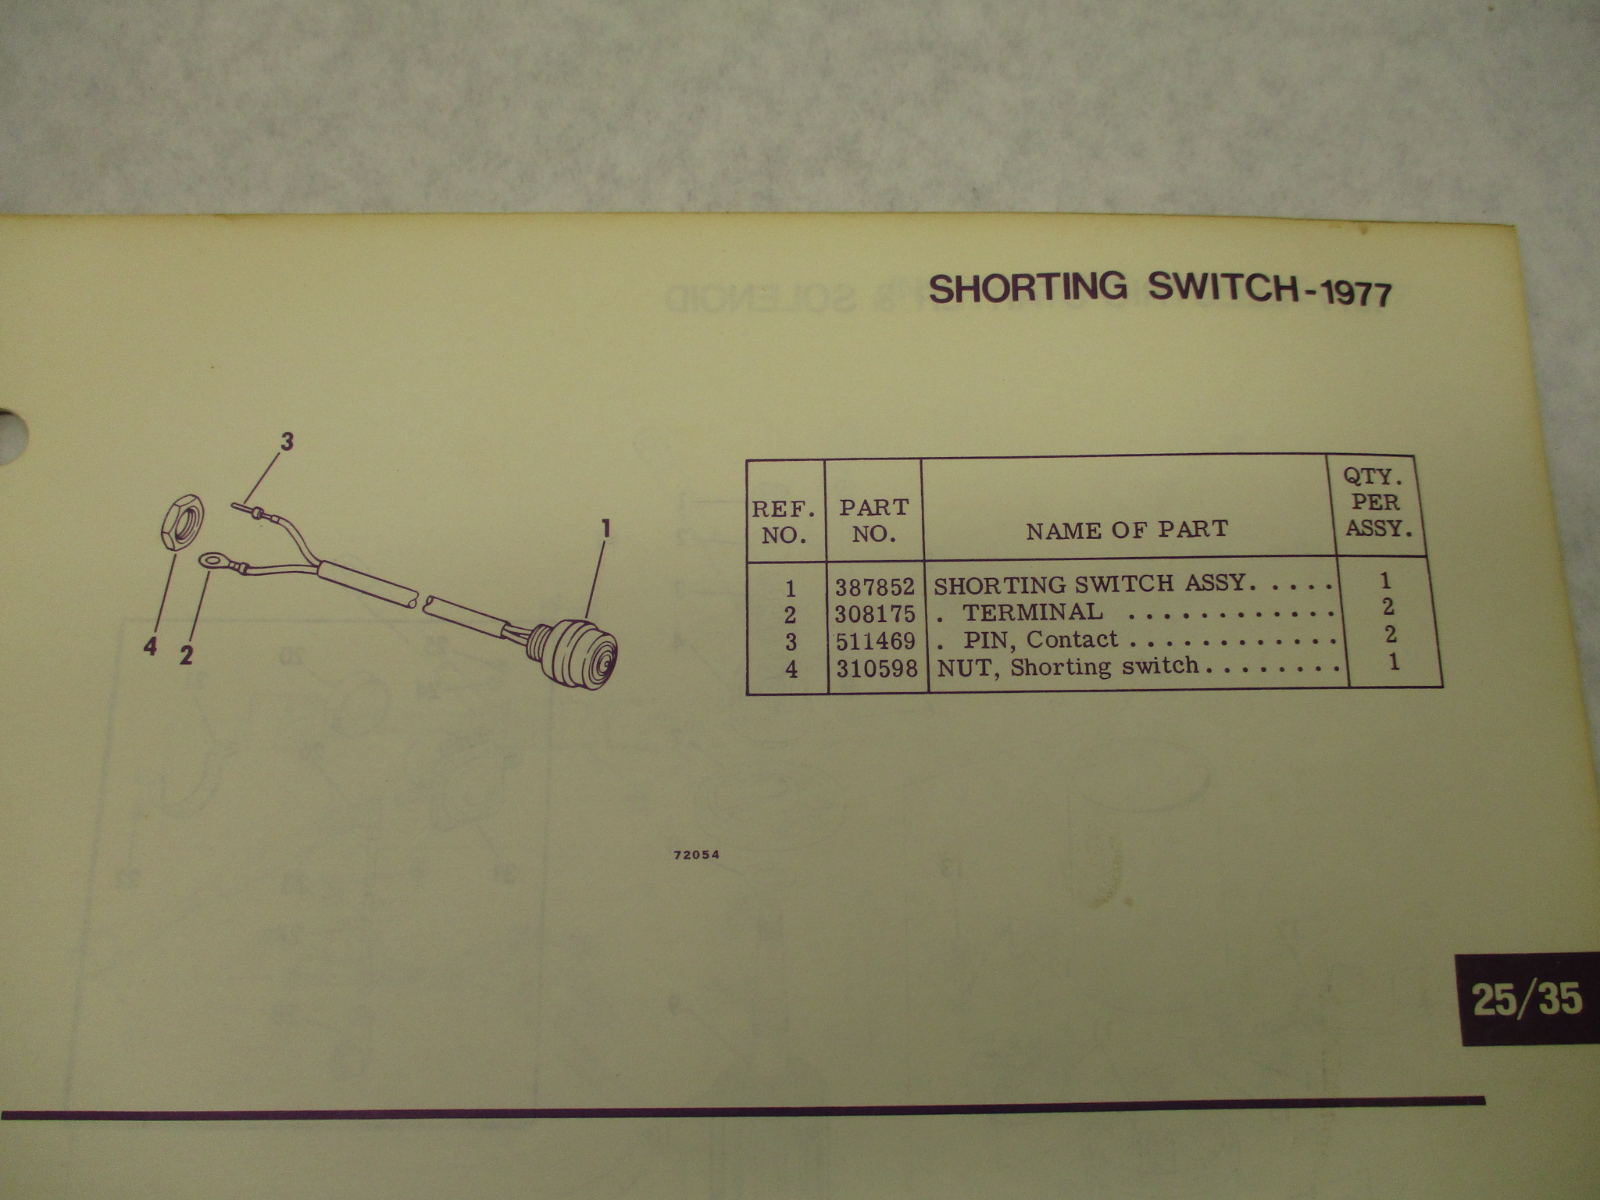 SHORTING SWITCH-1977
3
1
4
2
REF. NO. PART NO. NAME OF PART QTY. PER ASSY.
1 387852 SHORTING SWITCH ASSY. . . . . 1
2 308175 . TERMINAL . . . . . . . . . . . . 2
3 511469 . PIN, Contact . . . . . . . . . . . . 2
4 310598 NUT, Shorting switch . . . . . . . . 1
72054
25/35